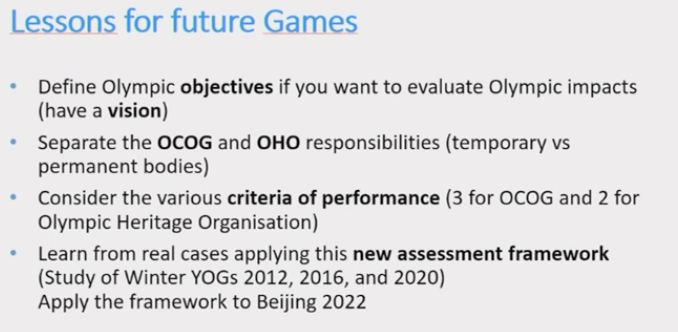 Lessons for future Games
• Define Olympic objectives if you want to evaluate Olympic impacts
(have a vision)
• Separate the OCOG and OHO responsibilities (temporary vs
permanent bodies)
• Consider the various criteria of performance (3 for OCOG and 2 for
Olympic Heritage Organisation)
• Learn from real cases applying this new assessment framework
(Study of Winter YOGs 2012, 2016, and 2020)
Apply the framework to Beijing 2022